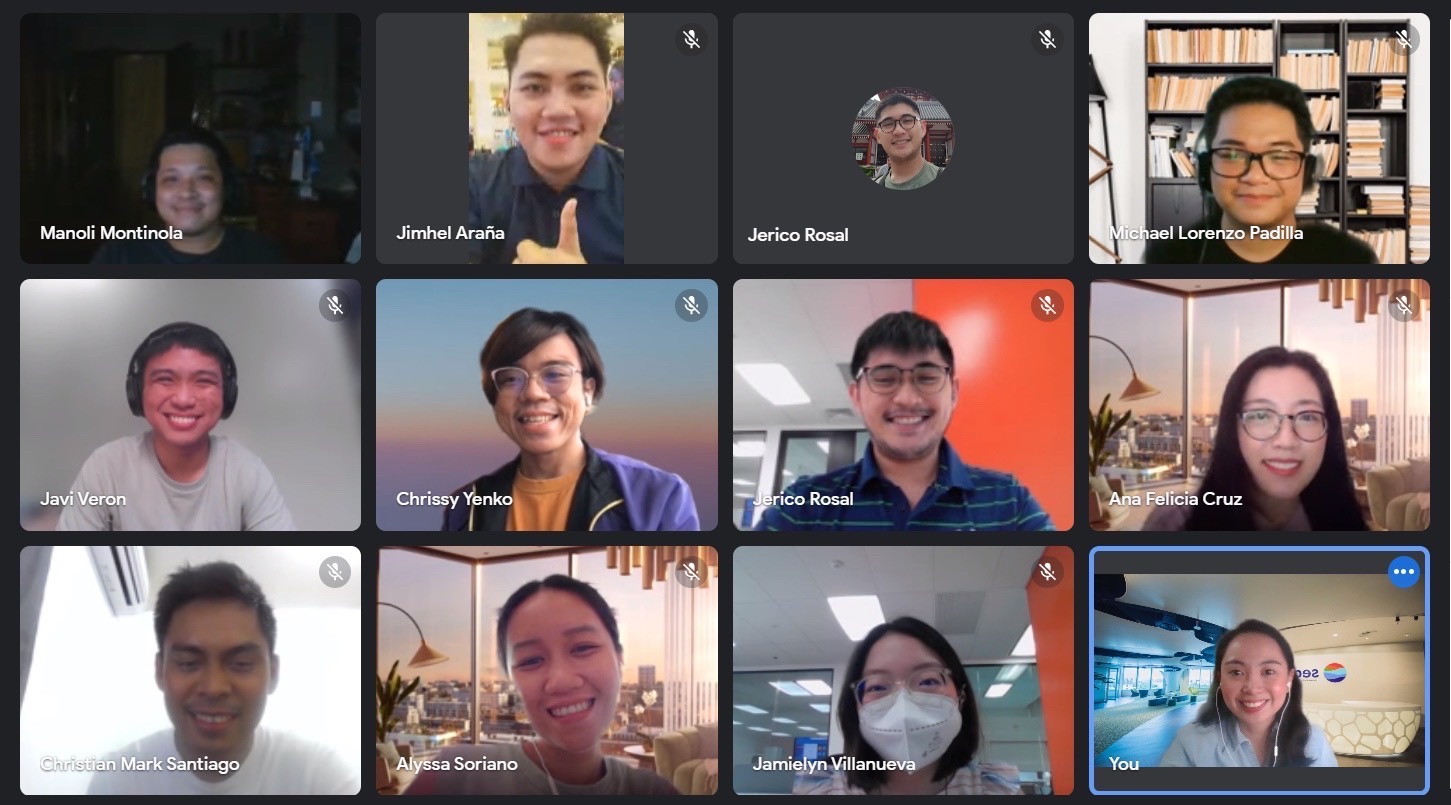 Manoli Montinola
Jimhel Araña
Jerico Rosal
Michael Lorenzo Padilla
Javi Veron
Chrissy Yenko
Jerico Rosal
Ana Felicia Cruz
Christian Mark Santiago
Alyssa Soriano
Jamielyn Villanueva
You